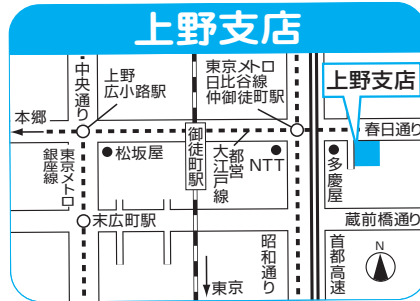 上野支店
中央通り
上野
広小路駅
東京メトロ
日比谷線
仲御徒町駅
上野支店
本郷
春日通り
東京メトロ
銀座線
松坂屋
御徒町駅
都営
大江戸線
NTT
多慶屋
末広町駅
蔵前橋通り
昭和通り
首都高速
N
東京